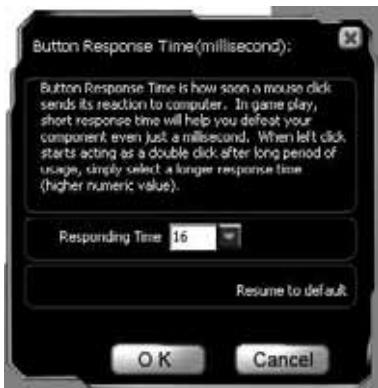 Button Response Time(millisecond):
Button Response Time is how soon a mouse click
sends its reaction to computer. In game play,
short response time will help you defeat your
component even just a milisecond. When left click
starts acting as a double click after long period of
usage, simply select a longer response time
(higher numeric value).
Responding Time 16
Resume to default
OK Cancel